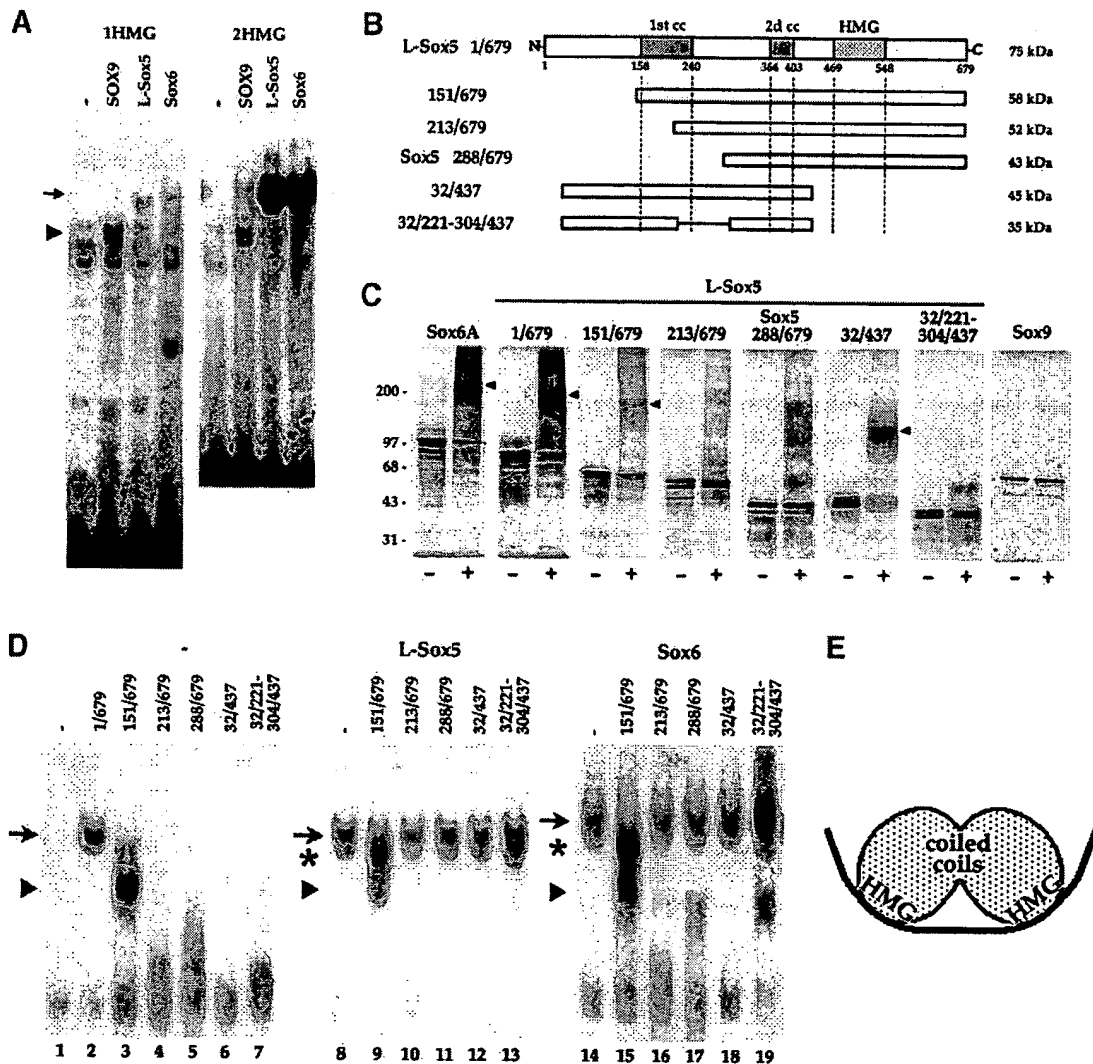 A
1HMG
2HMG
- SOX9 L-Sox5 Sox6
- SOX9 L-Sox5 Sox6
B
1st cc 2d cc HMG
L-Sox5 1/679 N C 75 kDa
1 158 240 364 403 469 548 679
151/679 58 kDa
213/679 52 kDa
Sox5 288/679 43 kDa
32/437 45 kDa
32/221-304/437 35 kDa
C
L-Sox5
Sox6A 1/679 151/679 213/679 Sox5 288/679 32/437 32/221-304/437 Sox9
200
97 -
68 -
43 -
31 -
- + - + - + - + - + - + - + - +
D
-
L-Sox5
Sox6
- 1/679 151/679 213/679 288/679 32/437 32/221-304/437
- 151/679 213/679 288/679 32/437 32/221-304/437
- 151/679 213/679 288/679 32/437 32/221-304/437
*
*
1 2 3 4 5 6 7
8 9 10 11 12 13
14 15 16 17 18 19
E
coiled
coils
HMG HMG